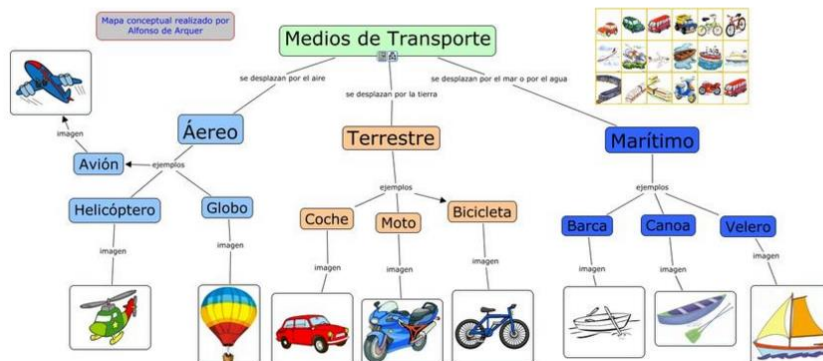 Mapa conceptual realizado por
Alfonso de Arquer
Medios de Transporte
se desplazan por el aire
se desplazan por la tierra
se desplazan por el mar o por el agua
Áereo
Terrestre
Marítimo
imagen
Avión
ejemplos
ejemplos
ejemplos
Helicóptero
Globo
Coche
Moto
Bicicleta
Barca
Canoa
Velero
imagen
imagen
imagen
imagen
imagen
imagen
imagen
imagen